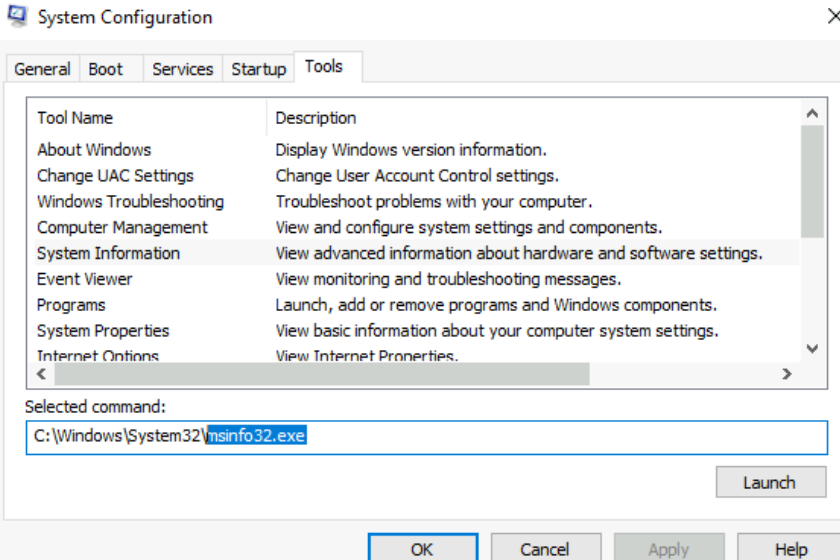 System Configuration
General Boot Services Startup Tools
Tool Name Description
About Windows Display Windows version information.
Change UAC Settings Change User Account Control settings.
Windows Troubleshooting Troubleshoot problems with your computer.
Computer Management View and configure system settings and components.
System Information View advanced information about hardware and software settings.
Event Viewer View monitoring and troubleshooting messages.
Programs Launch, add or remove programs and Windows components.
System Properties View basic information about your computer system settings.
Internet Options View Internet Properties.
Selected command:
C:\Windows\System32\msinfo32.exe
Launch
OK Cancel Apply Help